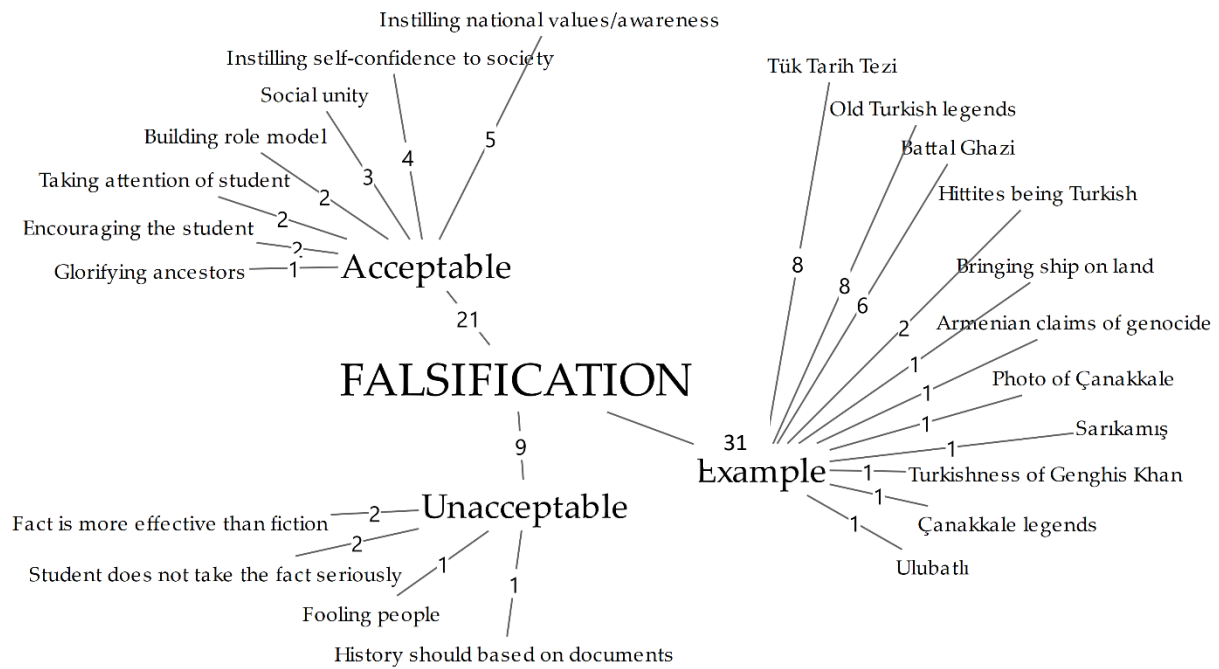 Instilling national values/awareness
Instilling self-confidence to society
Social unity
Building role model
Taking attention of student
Encouraging the student
Glorifying ancestors
5
4
3
2
2
2
1
Acceptable
21
FALSIFICATION
9
Unacceptable
Fact is more effective than fiction
2
Student does not take the fact seriously
2
Fooling people
1
History should based on documents
1
31
Example
Tük Tarih Tezi
8
Old Turkish legends
8
Battal Ghazi
6
Hittites being Turkish
2
Bringing ship on land
1
Armenian claims of genocide
1
Photo of Çanakkale
1
Sarıkamış
1
Turkishness of Genghis Khan
1
Çanakkale legends
1
Ulubatlı
1